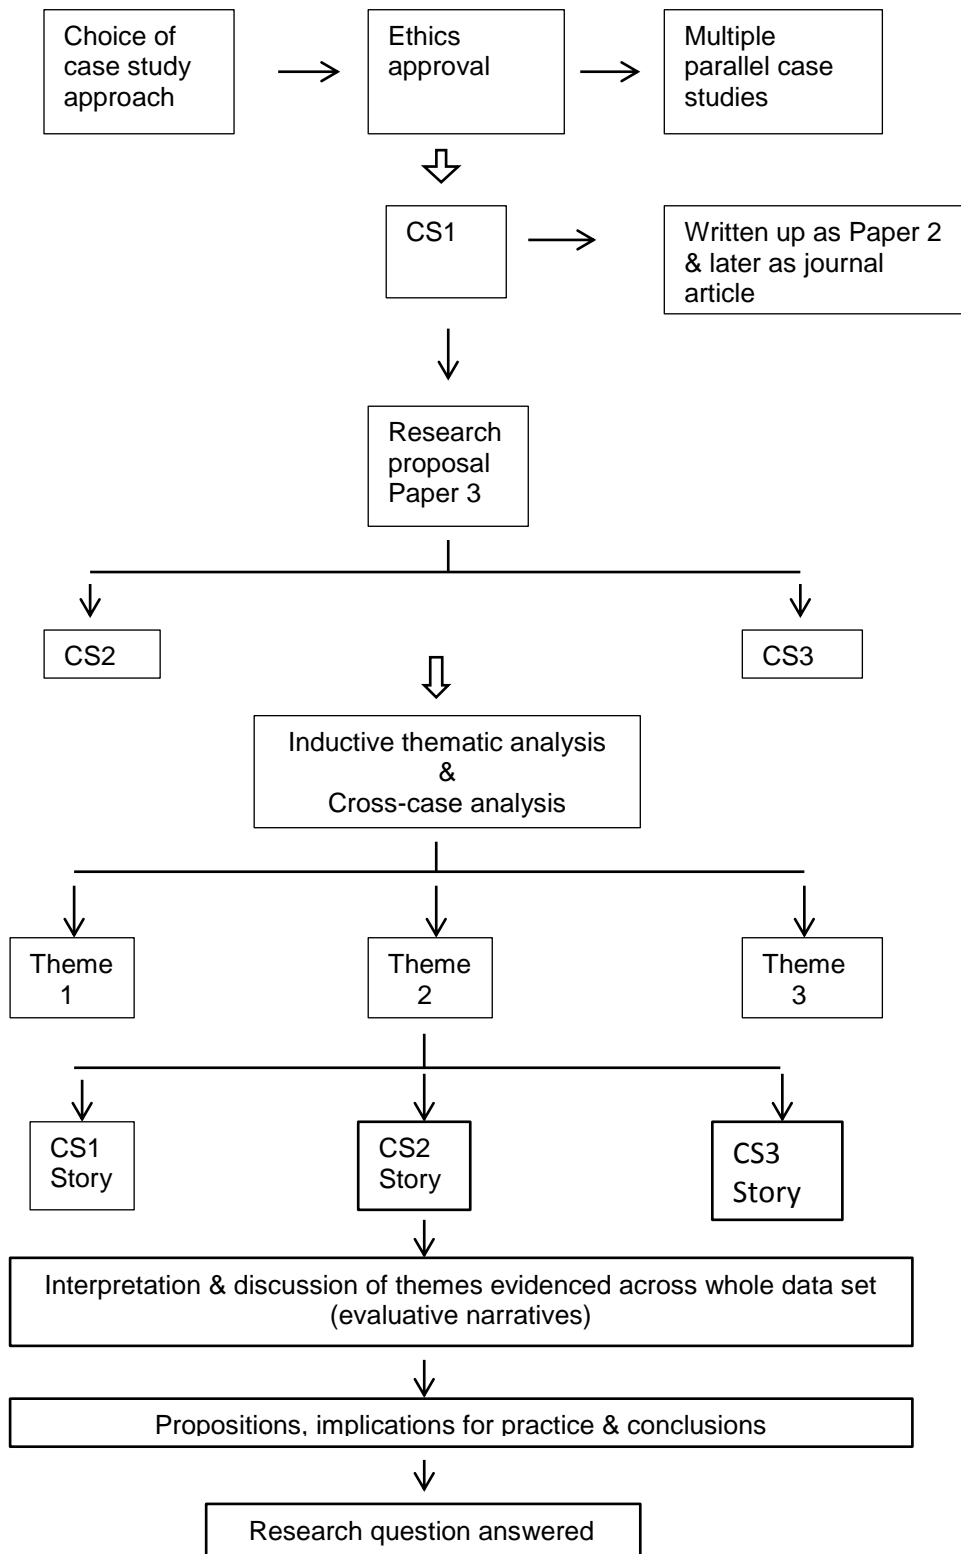 Choice of
case study
approach
Ethics
approval
Multiple
parallel case
studies
CS1
Written up as Paper 2
& later as journal
article
Research
proposal
Paper 3
CS2
CS3
Inductive thematic analysis
&
Cross-case analysis
Theme
1
Theme
2
Theme
3
CS1
Story
CS2
Story
CS3
Story
Interpretation & discussion of themes evidenced across whole data set
(evaluative narratives)
Propositions, implications for practice & conclusions
Research question answered